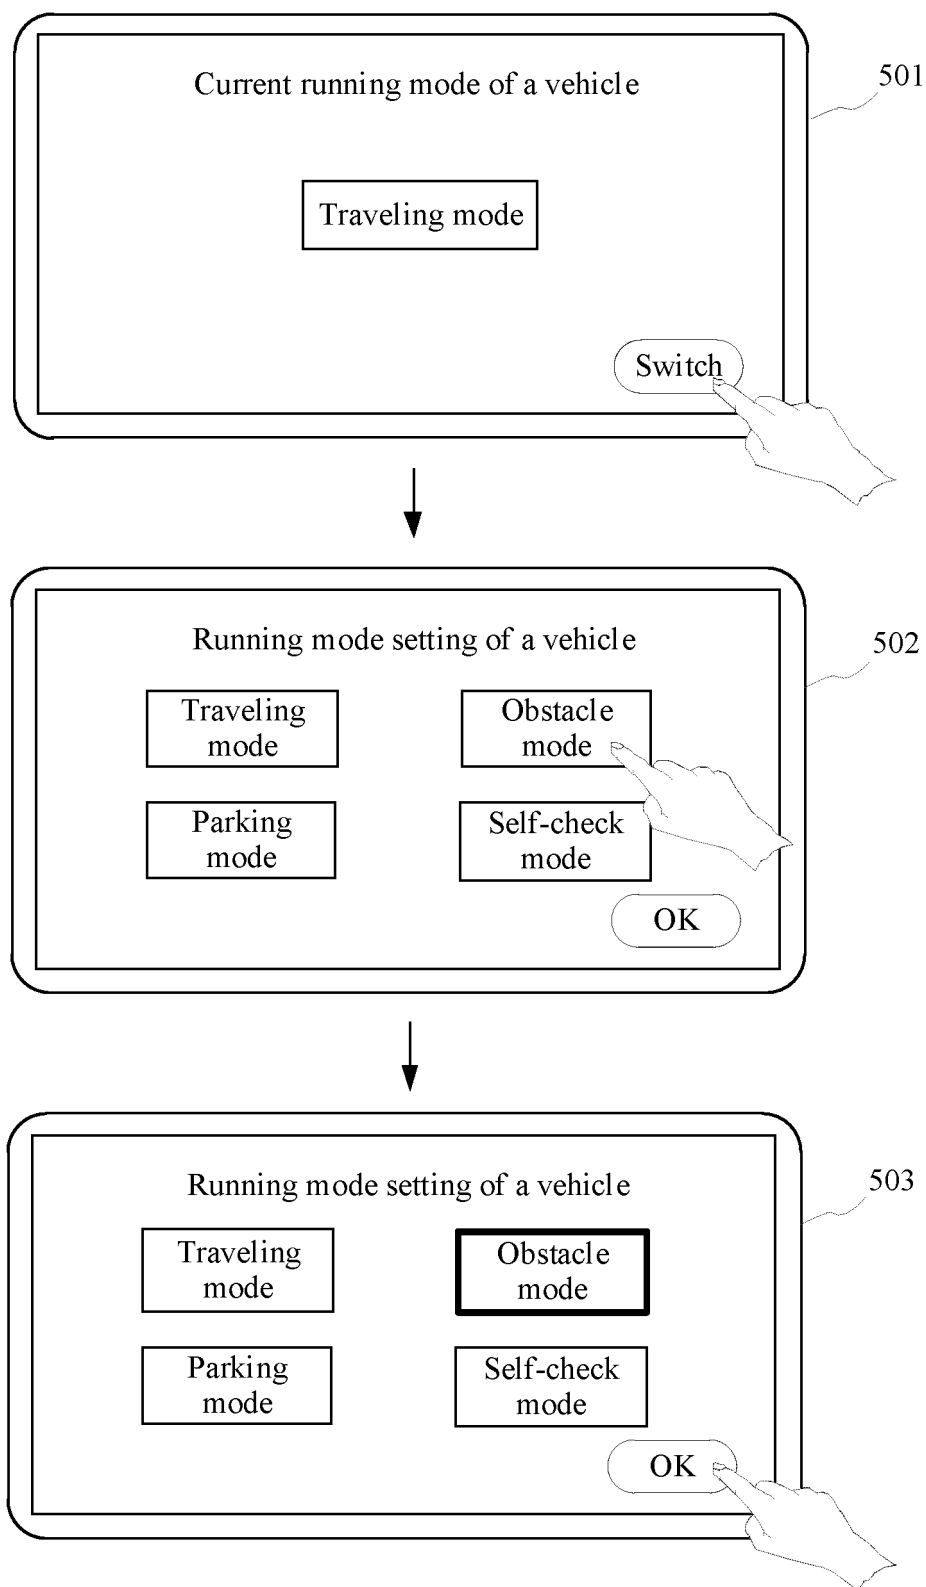 Current running mode of a vehicle
501
Traveling mode
Switch
Running mode setting of a vehicle
502
Traveling
mode
Obstacle
mode
Parking
mode
Self-check
mode
OK
Running mode setting of a vehicle
503
Traveling
mode
Obstacle
mode
Parking
mode
Self-check
mode
OK